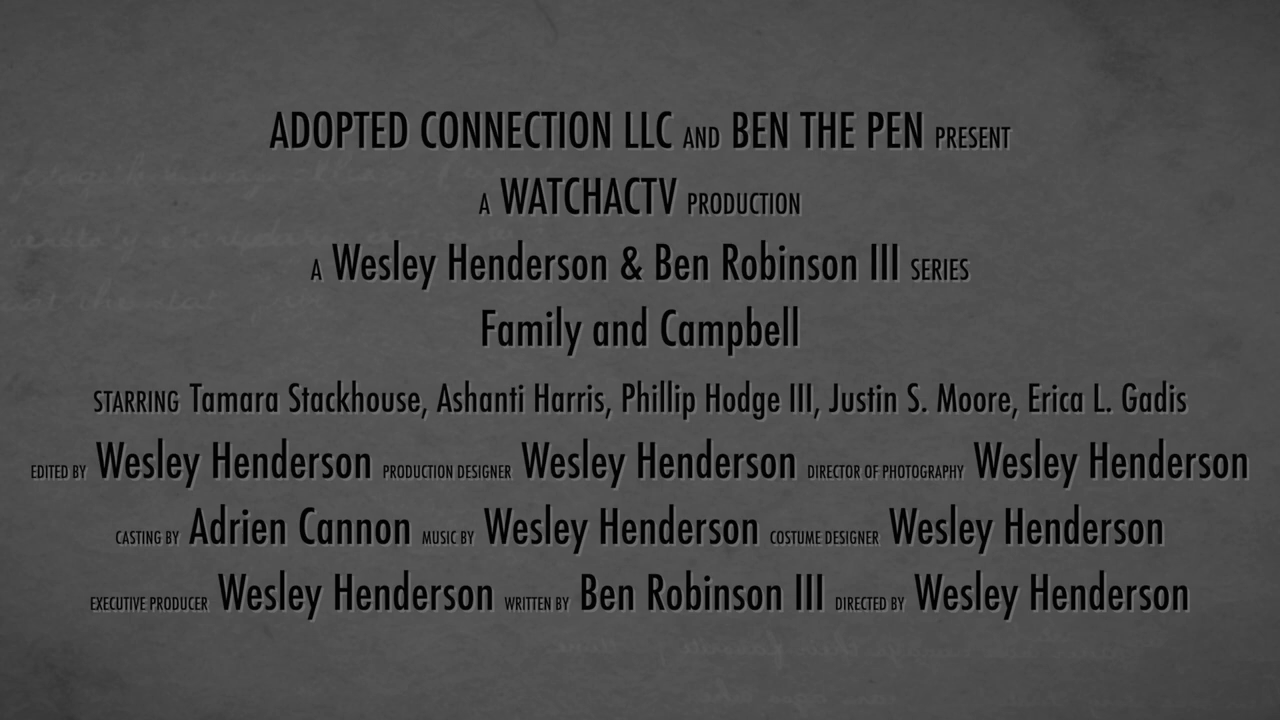 ADOPTED CONNECTION LLC AND BEN THE PEN PRESENT
A WATCHACTV PRODUCTION
A Wesley Henderson & Ben Robinson III SERIES
Family and Campbell
STARRING Tamara Stackhouse, Ashanti Harris, Phillip Hodge III, Justin S. Moore, Erica L. Gadis
EDITED BY Wesley Henderson PRODUCTION DESIGNER Wesley Henderson DIRECTOR OF PHOTOGRAPHY Wesley Henderson
CASTING BY Adrien Cannon MUSIC BY Wesley Henderson COSTUME DESIGNER Wesley Henderson
EXECUTIVE PRODUCER Wesley Henderson WRITTEN BY Ben Robinson III DIRECTED BY Wesley Henderson